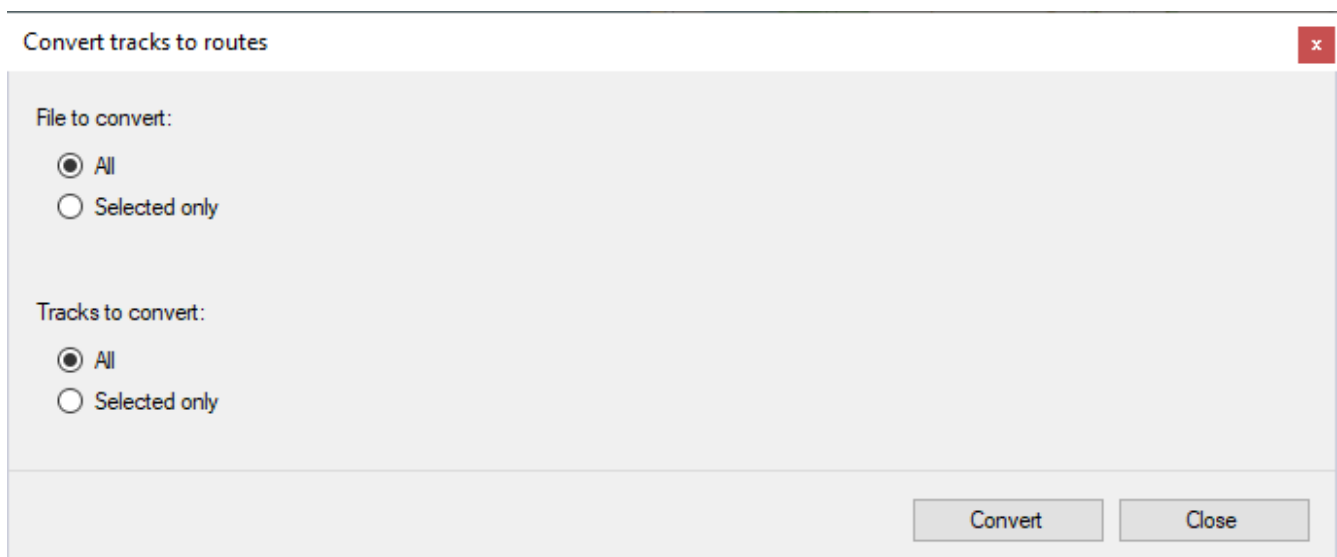 Convert tracks to routes
x
File to convert:
All
Selected only
Tracks to convert:
All
Selected only
Convert Close